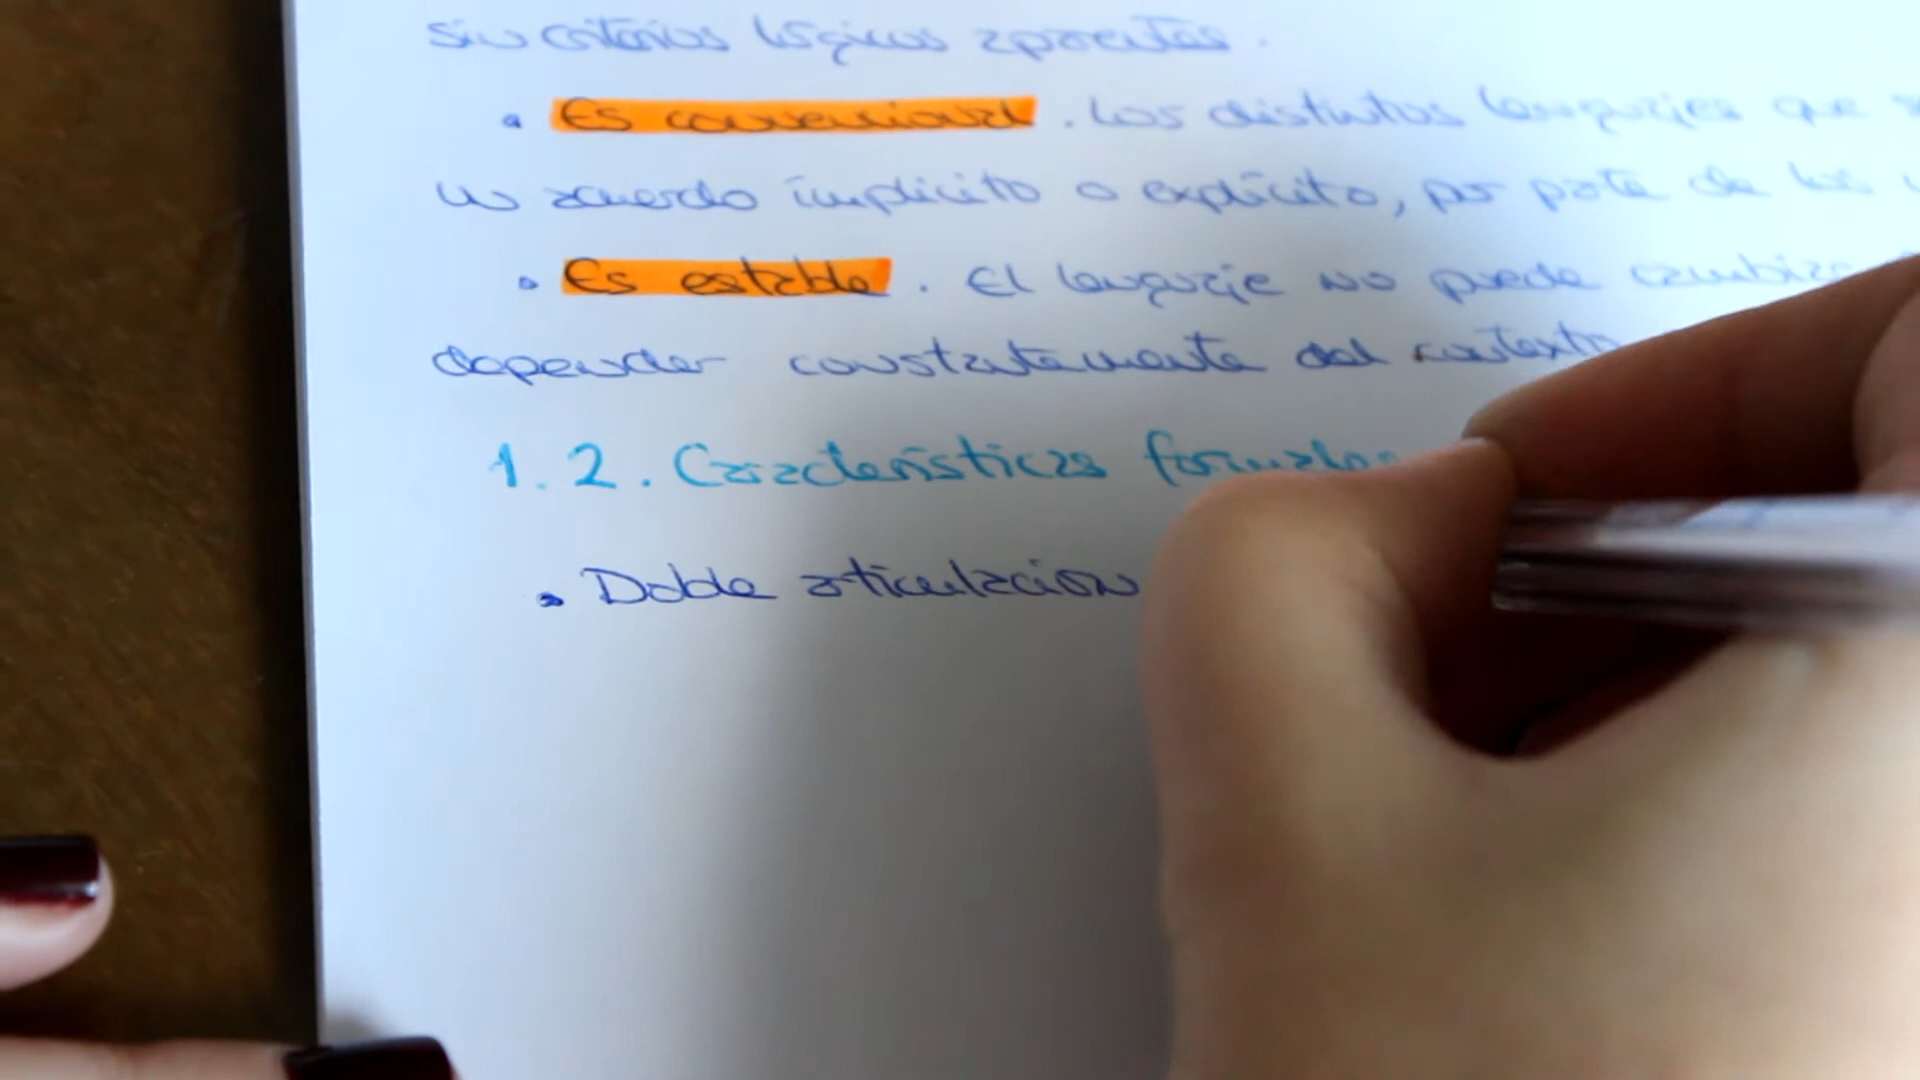 sin criterios lógicos aparentes.
• Es convencional. Los distintos lenguajes que
un acuerdo implícito o explícito, por parte de los
• Es estable. El lenguaje no puede cambiar
depender constantemente del contexto
1.2. Características formales
• Doble articulación